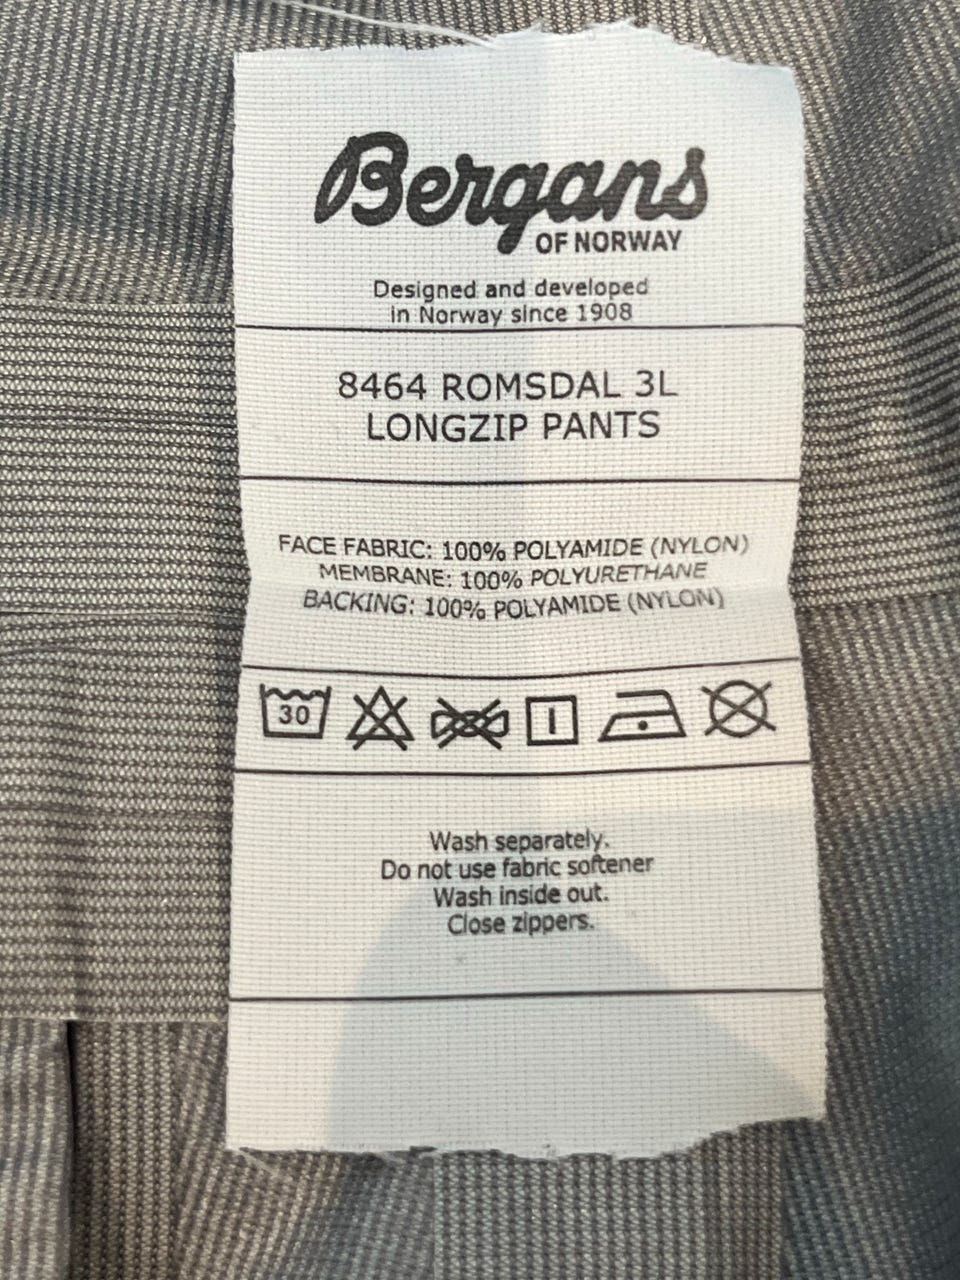 Bergans
OF NORWAY
Designed and developed
in Norway since 1908
8464 ROMSDAL 3L
LONGZIP PANTS
FACE FABRIC: 100% POLYAMIDE (NYLON)
MEMBRANE: 100% POLYURETHANE
BACKING: 100% POLYAMIDE (NYLON)
30
Wash separately.
Do not use fabric softener
Wash inside out.
Close zippers.